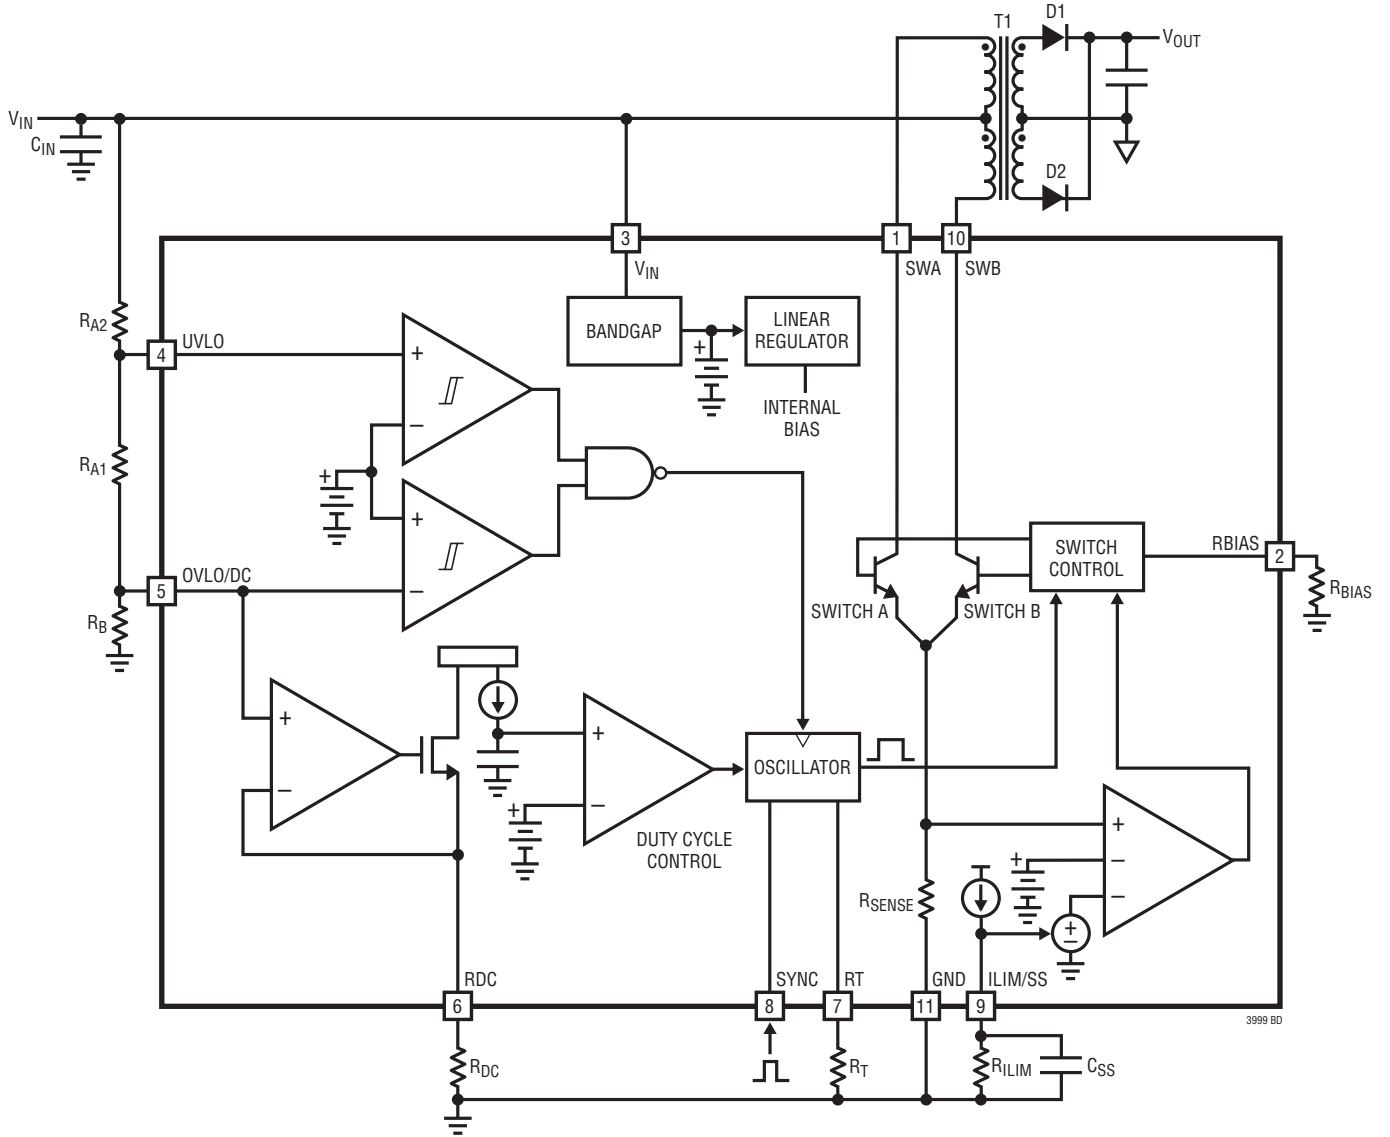 T1
D1
VOUT
VIN
CIN
D2
3
1
10
VIN
SWA
SWB
RA2
4
UVLO
BANDGAP
+
LINEAR
REGULATOR
INTERNAL
BIAS
+
–
RA1
+
+
–
OVLO/DC
5
RB
SWITCH
CONTROL
RBIAS
2
RBIAS
SWITCH A
SWITCH B
+
–
+
–
+
DUTY CYCLE
CONTROL
OSCILLATOR
+
–
–
+
RSENSE
+
–
RDC
SYNC
RT
GND
ILIM/SS
6
8
7
11
9
3999 BD
RDC
RT
RILIM
CSS